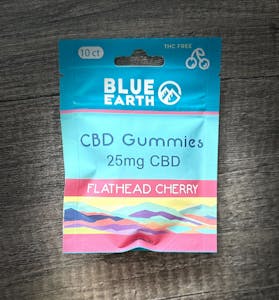 10 ct
THC FREE
BLUE
EARTH
CBD Gummies
25mg CBD
FLATHEAD CHERRY